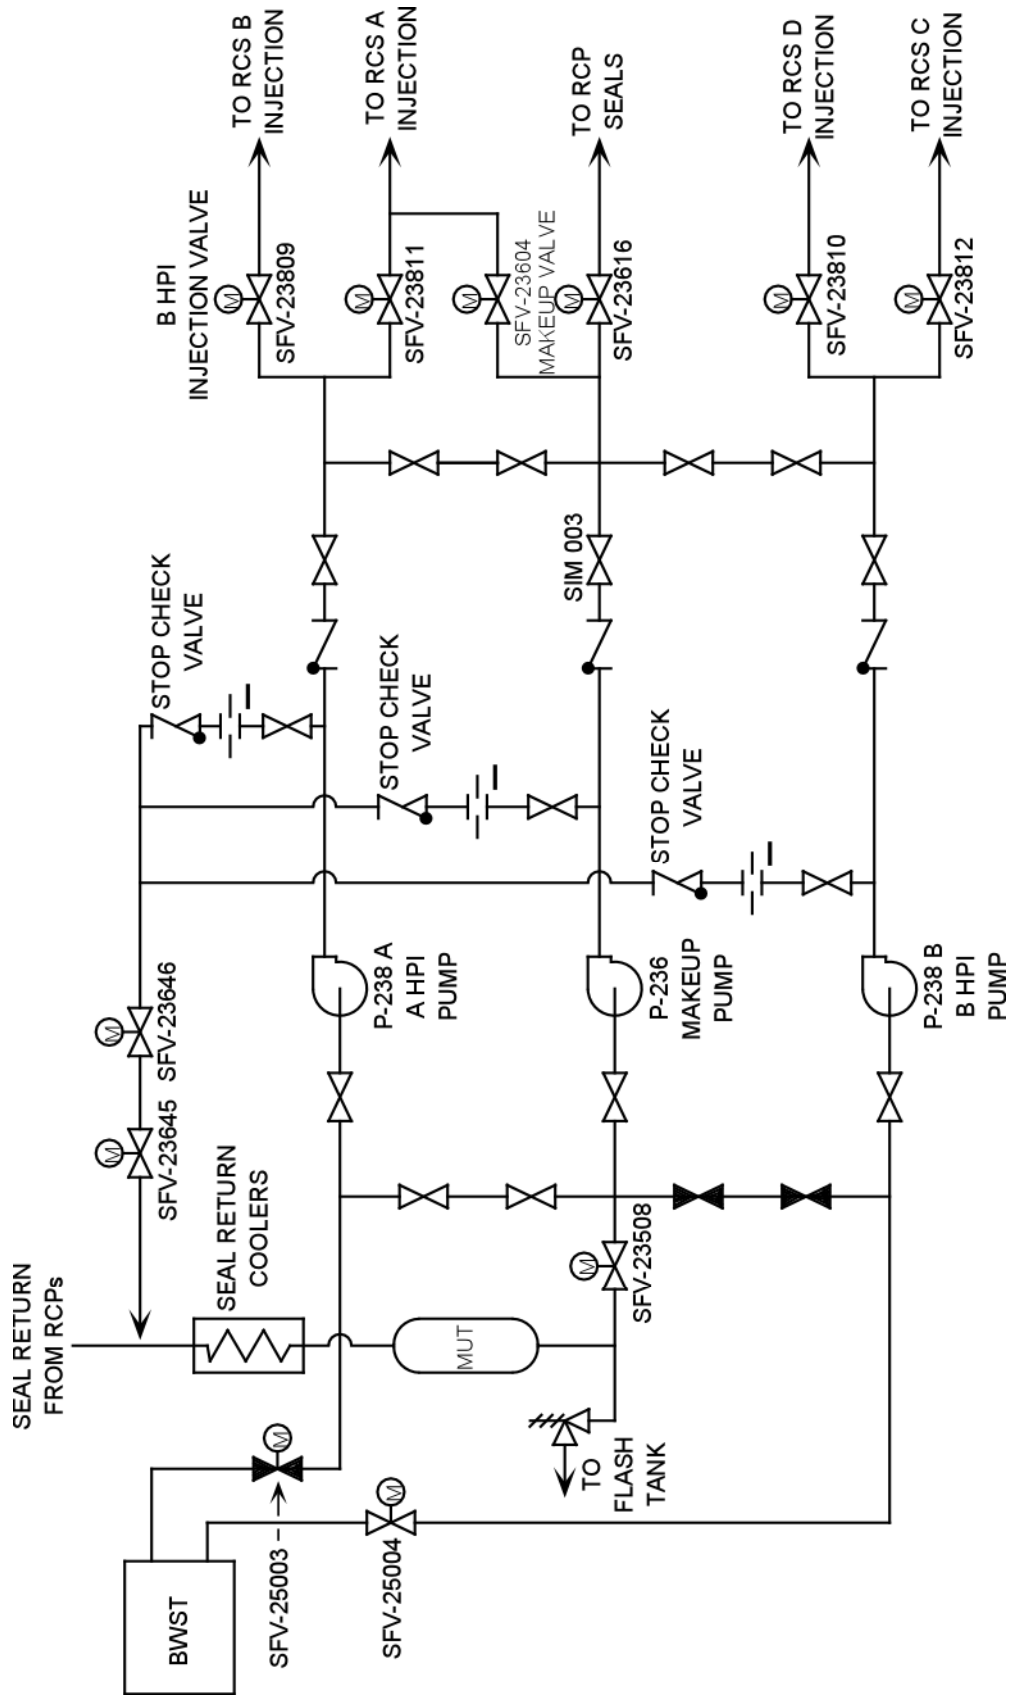 TO RCS B
INJECTION
TO RCS A
INJECTION
TO RCP
SEALS
TO RCS D
INJECTION
TO RCS C
INJECTION
B HPI
INJECTION VALVE
M
SFV-23809
M
SFV-23811
M
SFV-23604
MAKEUP VALVE
M
SFV-23616
M
SFV-23810
M
SFV-23812
STOP CHECK
VALVE
I
STOP CHECK
VALVE
I
STOP CHECK
VALVE
I
SIM 003
M
SFV-23646
M
SFV-23645
P-238 A
A HPI
PUMP
P-236
MAKEUP
PUMP
P-238 B
B HPI
PUMP
SEAL RETURN
FROM RCPs
SEAL RETURN
COOLERS
MUT
M
SFV-23508
TO
FLASH
TANK
BWST
M
SFV-25003
M
SFV-25004